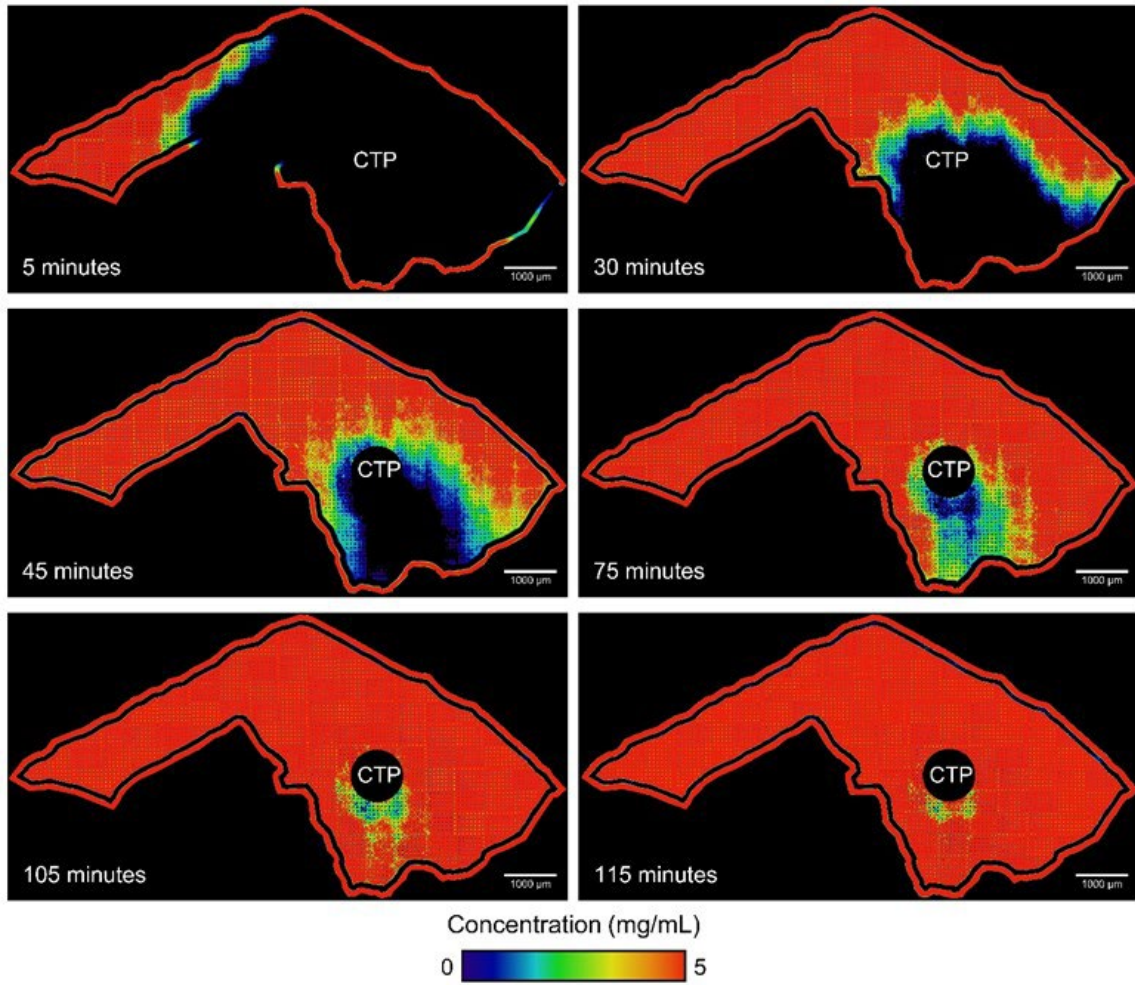 CTP
5 minutes
1000 µm
CTP
30 minutes
1000 µm
CTP
45 minutes
1000 µm
CTP
75 minutes
1000 µm
CTP
105 minutes
1000 µm
CTP
115 minutes
1000 µm
Concentration (mg/mL)
0 5